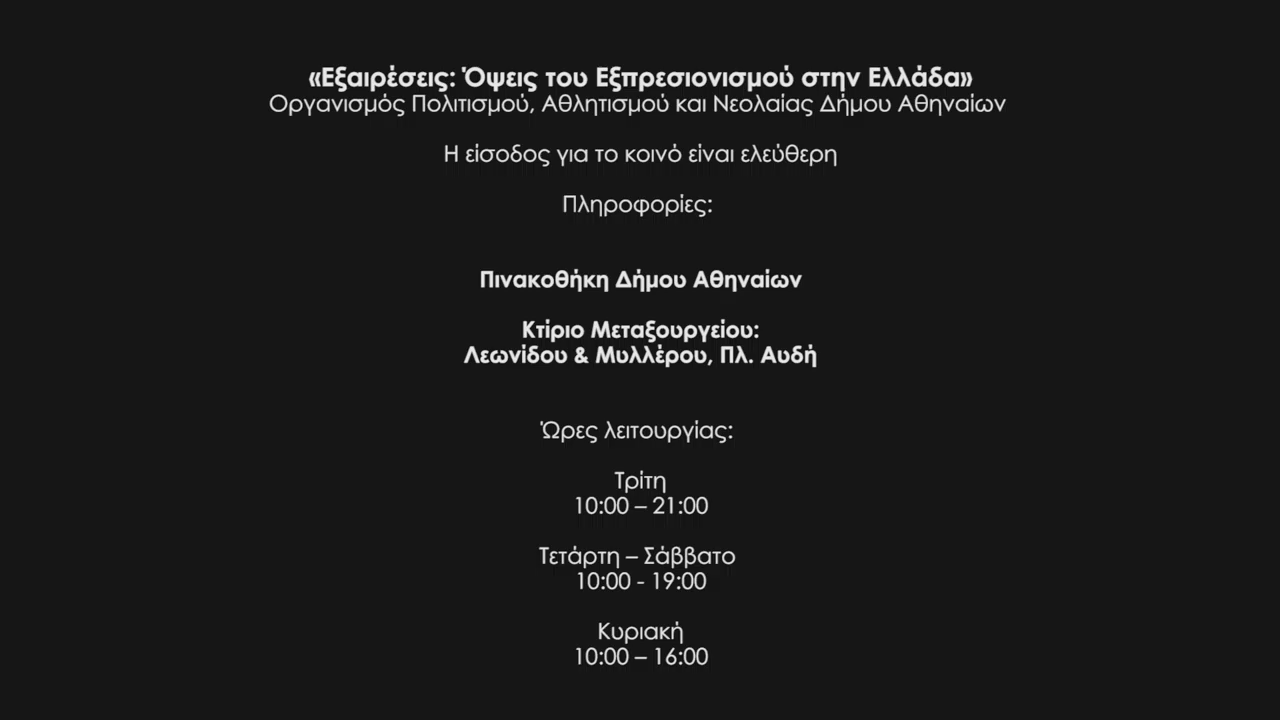 «Εξαιρέσεις: Όψεις του Εξπρεσιονισμού στην Ελλάδα»
Οργανισμός Πολιτισμού, Αθλητισμού και Νεολαίας Δήμου Αθηναίων
Η είσοδος για το κοινό είναι ελεύθερη
Πληροφορίες:
Πινακοθήκη Δήμου Αθηναίων
Κτίριο Μεταξουργείου:
Λεωνίδου & Μυλλέρου, Πλ. Αυδή
Ώρες λειτουργίας:
Τρίτη
10:00 – 21:00
Τετάρτη – Σάββατο
10:00 - 19:00
Κυριακή
10:00 – 16:00